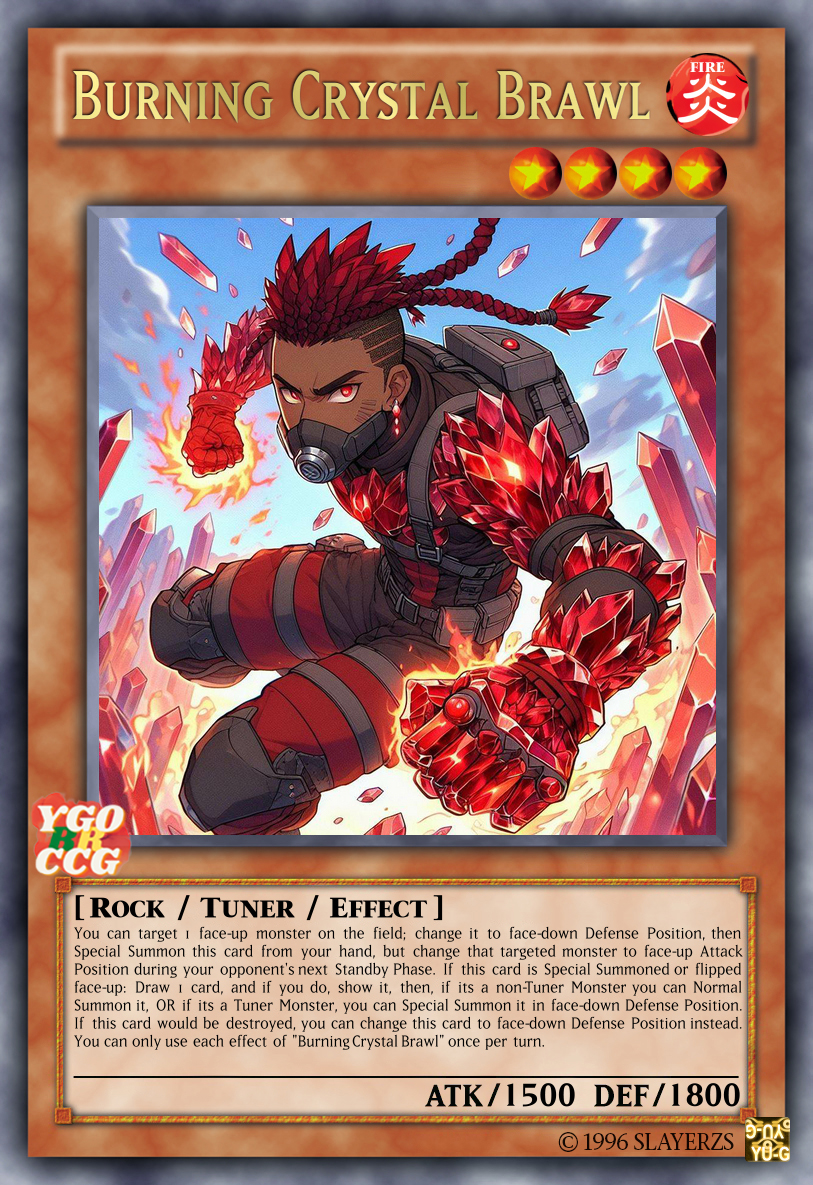 BURNING CRYSTAL BRAWL
FIRE
炎
YGO
RR
CCG
[ ROCK / TUNER / EFFECT ]
You can target 1 face-up monster on the field; change it to face-down Defense Position, then
Special Summon this card from your hand, but change that targeted monster to face-up Attack
Position during your opponent's next Standby Phase. If this card is Special Summoned or flipped
face-up: Draw 1 card, and if you do, show it, then, if its a non-Tuner Monster you can Normal
Summon it, OR if its a Tuner Monster, you can Special Summon it in face-down Defense Position.
If this card would be destroyed, you can change this card to face-down Defense Position instead.
You can only use each effect of "Burning Crystal Brawl" once per turn.
ATK/1500 DEF/1800
© 1996 SLAYERZS